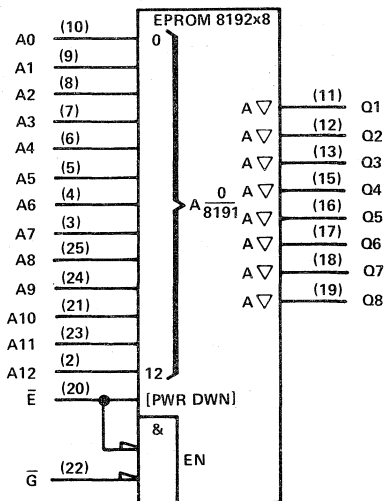 EPROM 8192x8
A0 (10) 0
A1 (9)
A2 (8)
A3 (7)
A4 (6)
A5 (5)
A6 (4)
A7 (3)
A8 (25)
A9 (24)
A10 (21)
A11 (23)
A12 (2) 12
A 0/8191
A▽ (11) Q1
A▽ (12) Q2
A▽ (13) Q3
A▽ (15) Q4
A▽ (16) Q5
A▽ (17) Q6
A▽ (18) Q7
A▽ (19) Q8
E̅ (20) [PWR DWN]
&
EN
G̅ (22)